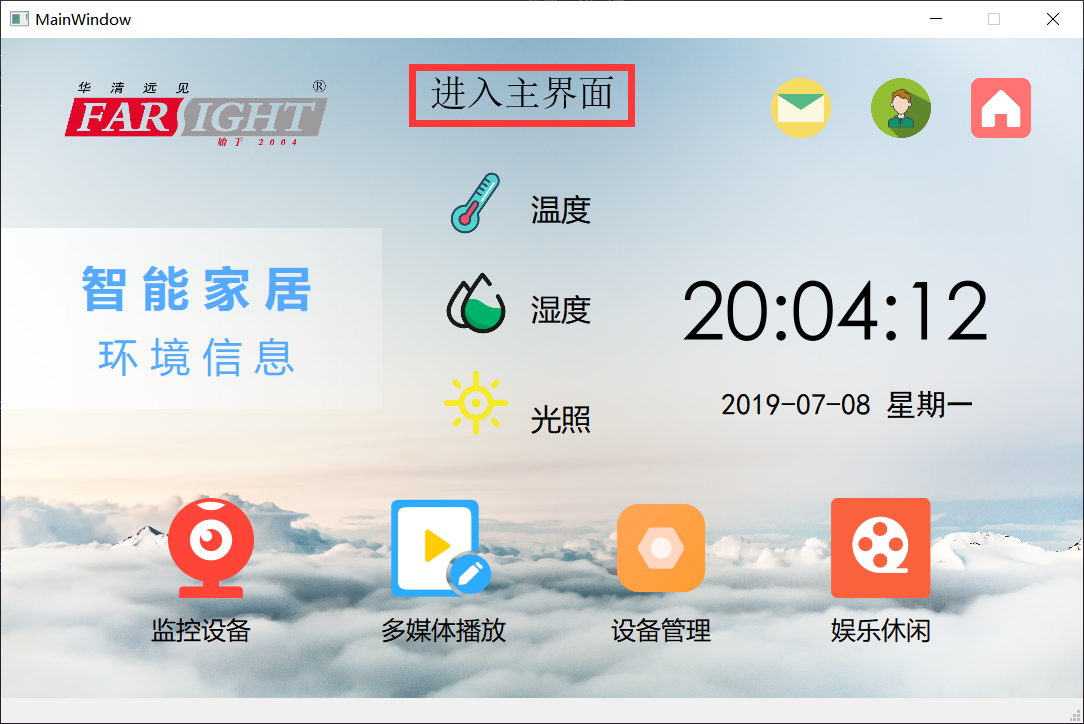 MainWindow
华清远见
FARSIGHT®
始于 2004
进入主界面
温度
智能家居
环境信息
湿度
20:04:12
光照
2019-07-08 星期一
监控设备
多媒体播放
设备管理
娱乐休闲